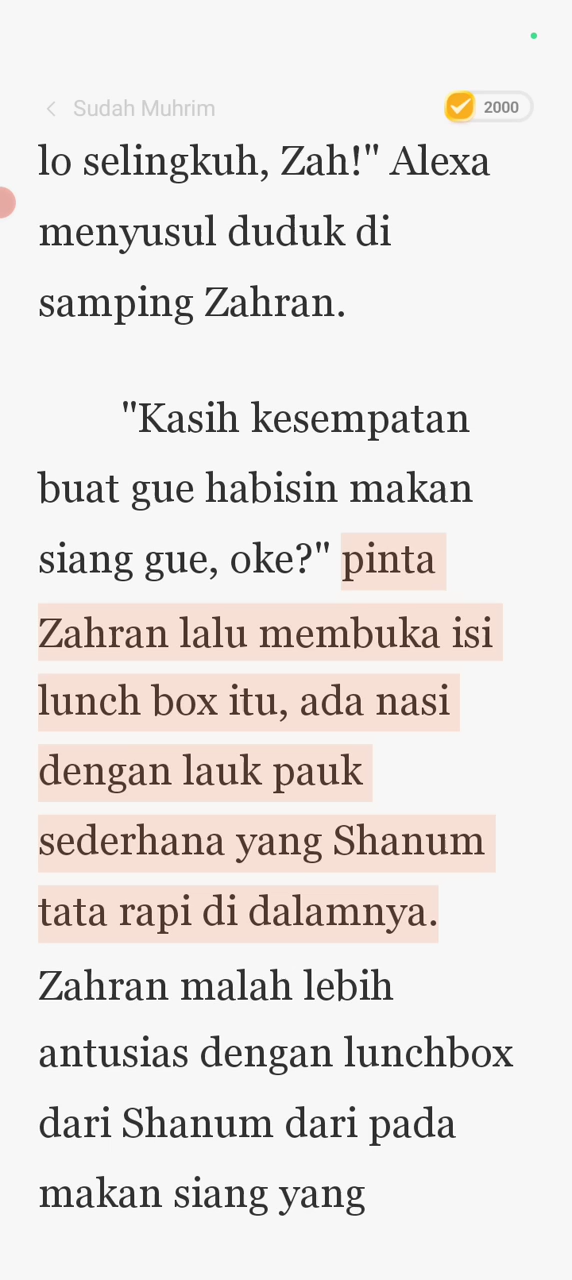 Sudah Muhrim
2000
lo selingkuh, Zah!" Alexa
menyusul duduk di
samping Zahran.
"Kasih kesempatan
buat gue habisin makan
siang gue, oke?" pinta
Zahran lalu membuka isi
lunch box itu, ada nasi
dengan lauk pauk
sederhana yang Shanum
tata rapi di dalamnya.
Zahran malah lebih
antusias dengan lunchbox
dari Shanum dari pada
makan siang yang